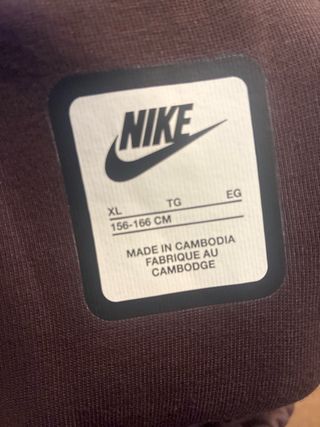 NIKE
XL TG EG
156-166 CM
MADE IN CAMBODIA
FABRIQUE AU
CAMBODGE